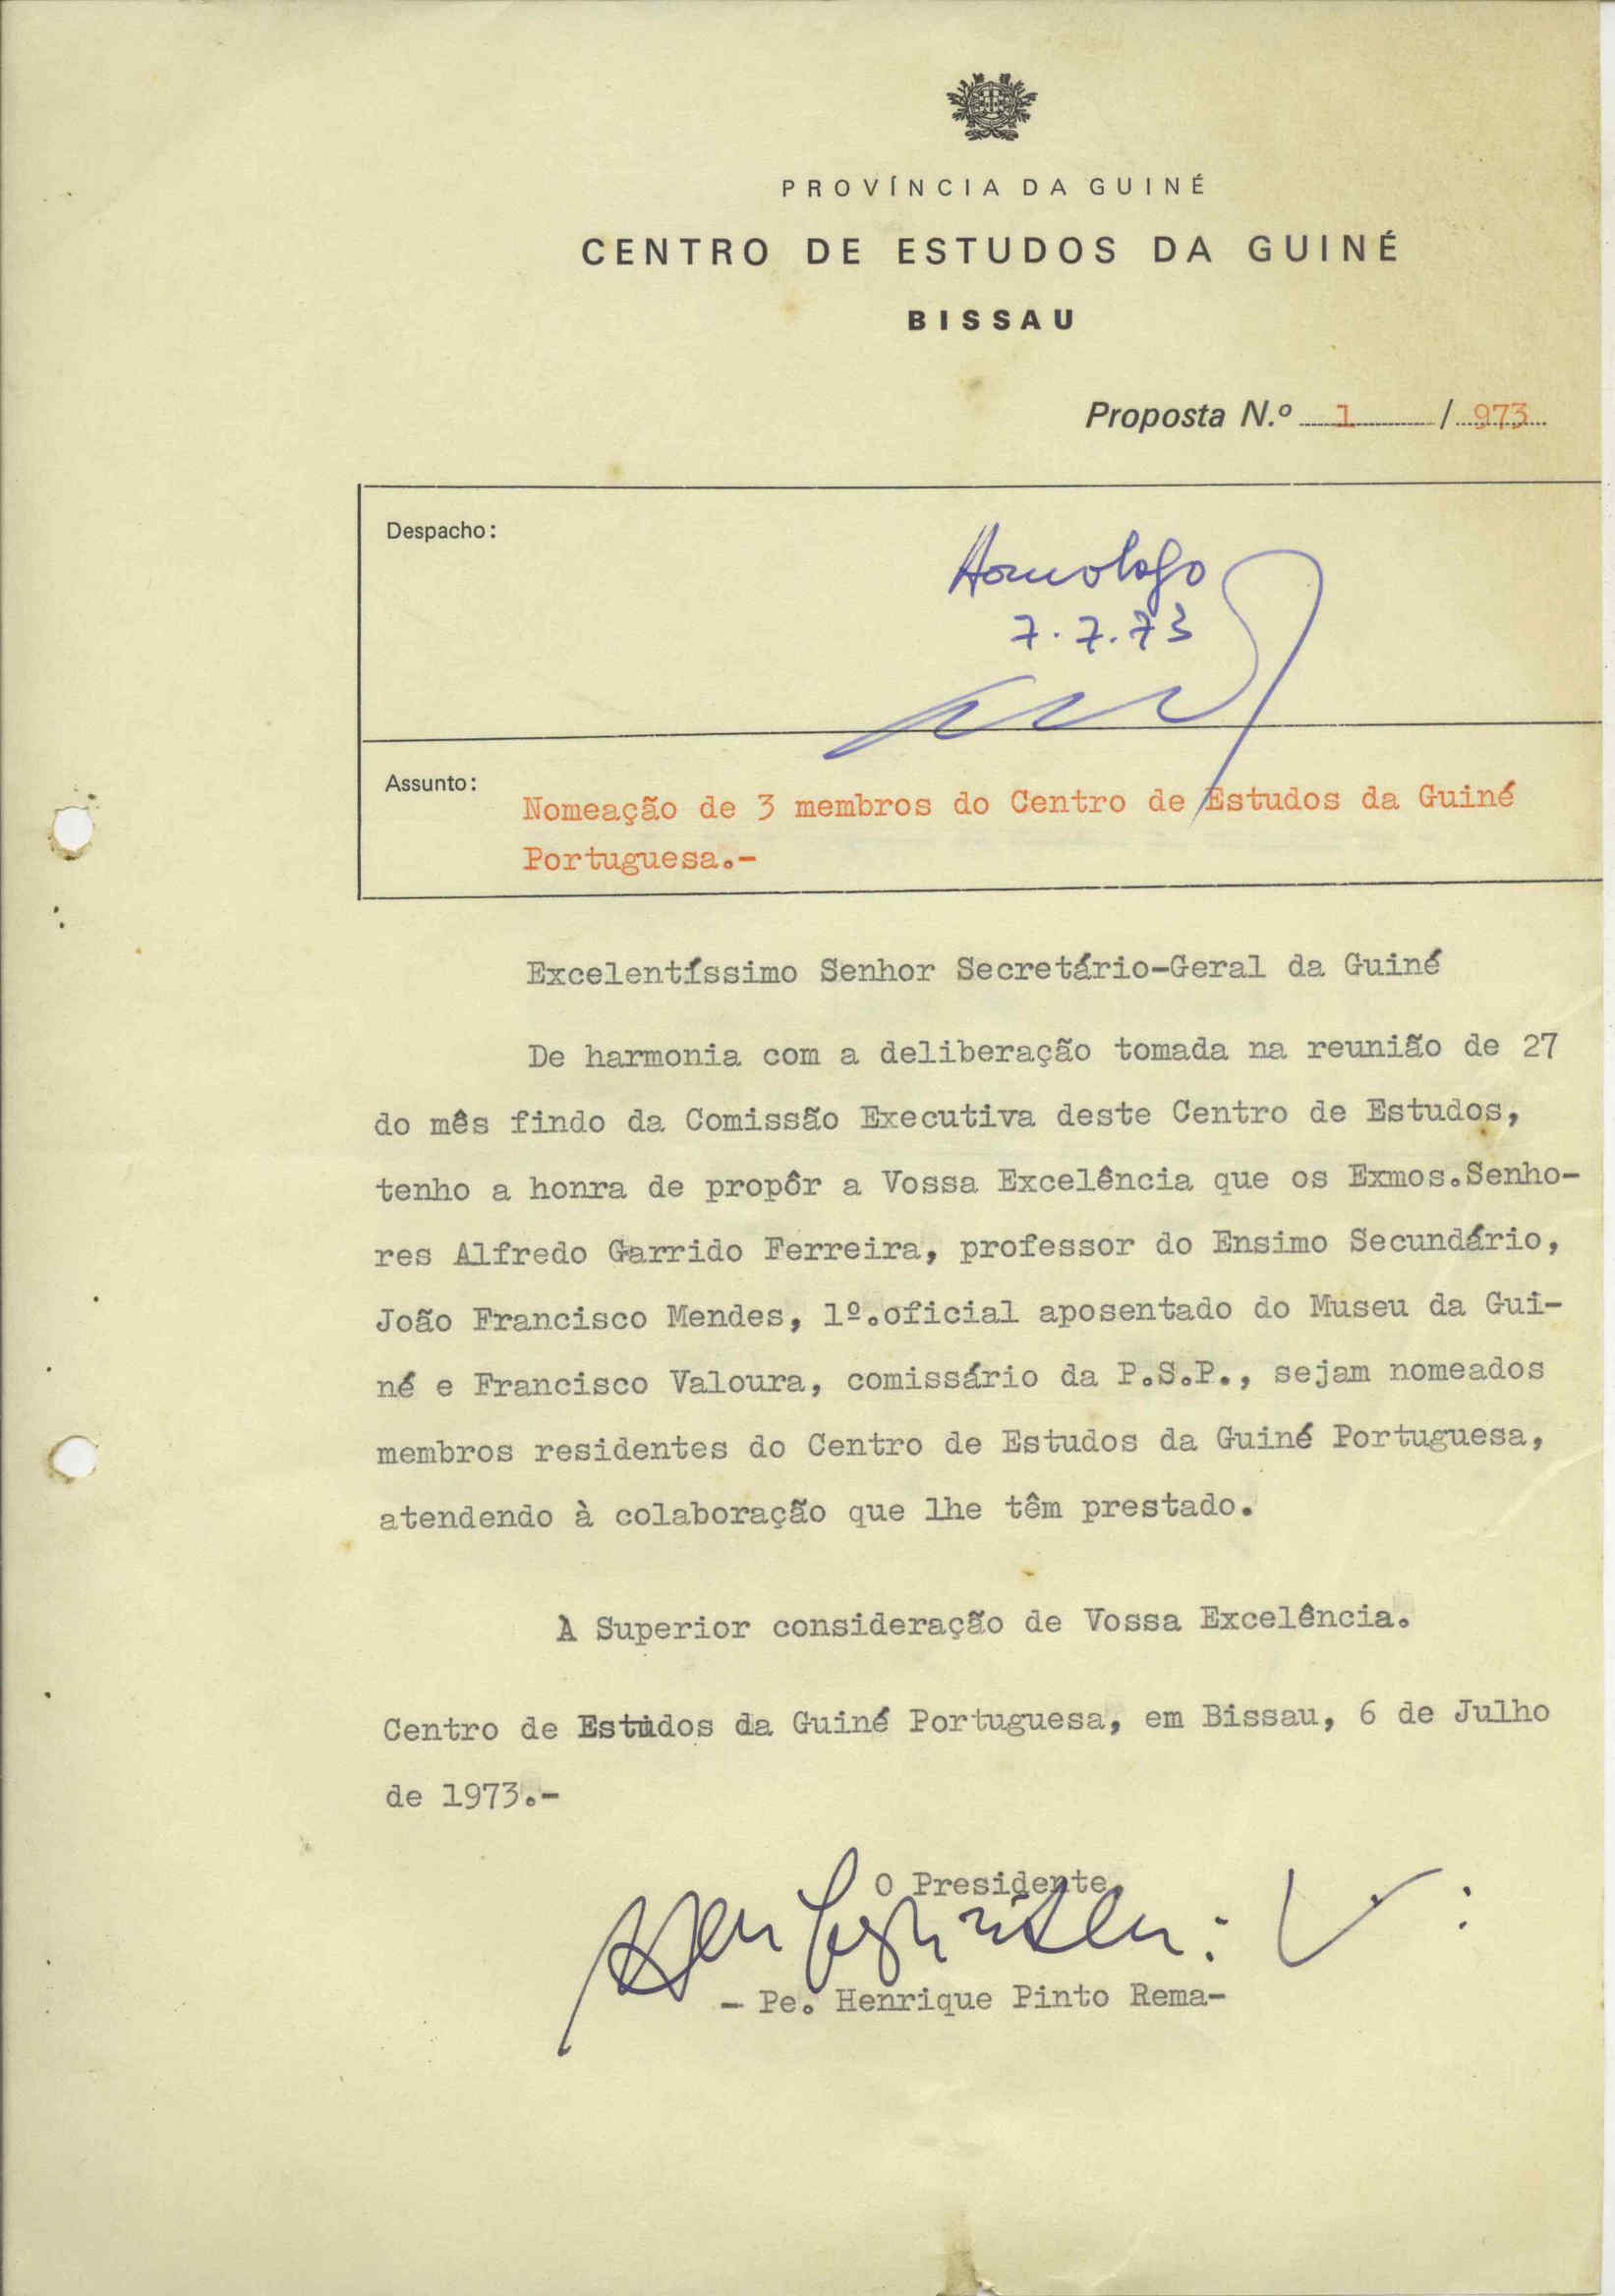 PROVÍNCIA DA GUINÉ
CENTRO DE ESTUDOS DA GUINÉ
BISSAU
Proposta N.º 1 / 973
Despacho:
Homologo
7.7.73
Assunto:
Nomeação de 3 membros do Centro de Estudos da Guiné
Portuguesa.-
Excelentíssimo Senhor Secretário-Geral da Guiné
De harmonia com a deliberação tomada na reunião de 27
do mês findo da Comissão Executiva deste Centro de Estudos,
tenho a honra de propôr a Vossa Excelência que os Exmos.Senho-
res Alfredo Garrido Ferreira, professor do Ensimo Secundário,
João Francisco Mendes, 1º.oficial aposentado do Museu da Gui-
né e Francisco Valoura, comissário da P.S.P., sejam nomeados
membros residentes do Centro de Estudos da Guiné Portuguesa,
atendendo à colaboração que lhe têm prestado.
À Superior consideração de Vossa Excelência.
Centro de Estudos da Guiné Portuguesa, em Bissau, 6 de Julho
de 1973.-
O Presidente,
- Pe. Henrique Pinto Rema-